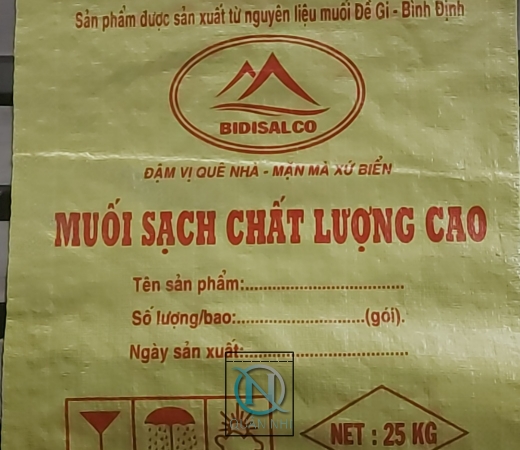 Sản phẩm được sản xuất từ nguyên liệu muối Đề Gi - Bình Định
BIDISALCO
ĐẬM VỊ QUÊ NHÀ - MẶN MÀ XỨ BIỂN
MUỐI SẠCH CHẤT LƯỢNG CAO
Tên sản phẩm:...................................
Số lượng/bao:............................(gói).
Ngày sản xuất:...................................
NET : 25 KG